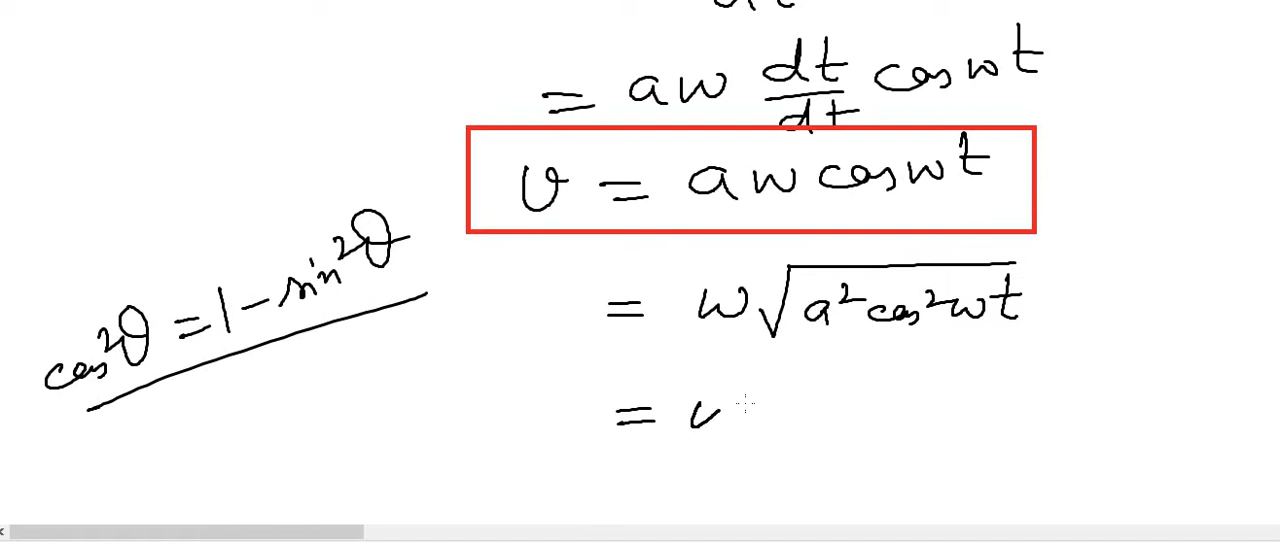 = aw dt/dt cos wt
v = aw cos wt
cos²θ = 1 - sin²θ
= w√a² cos² wt
=